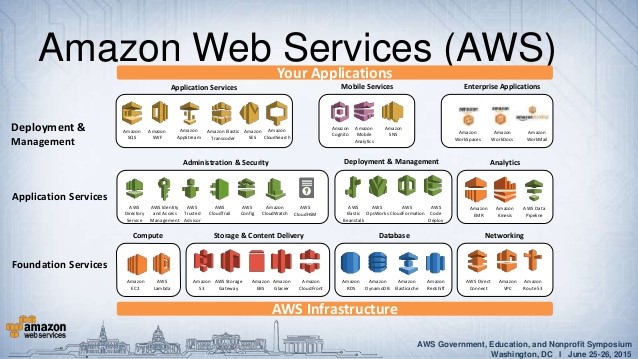 Amazon Web Services (AWS)
Your Applications
Application Services
Mobile Services
Enterprise Applications
Deployment &
Management
Amazon
SQS
Amazon
SWF
Amazon
AppStream
Amazon Elastic
Transcoder
Amazon
SES
Amazon
CloudSearch
Amazon
Cognito
Amazon
Mobile
Analytics
Amazon
SNS
Amazon
WorkSpaces
Amazon
WorkDocs
Amazon
WorkMail
Administration & Security
Deployment & Management
Analytics
Application Services
AWS
Directory
Service
AWS Identity
and Access
Management
AWS
Trusted
Advisor
AWS
CloudTrail
AWS
Config
Amazon
CloudWatch
AWS
CloudHSM
AWS
Elastic
Beanstalk
AWS
OpsWorks
AWS
CloudFormation
AWS
Code
Deploy
Amazon
EMR
Amazon
Kinesis
AWS Data
Pipeline
Compute
Storage & Content Delivery
Database
Networking
Foundation Services
Amazon
EC2
AWS
Lambda
Amazon
S3
AWS Storage
Gateway
Amazon
EBS
Amazon
Glacier
Amazon
CloudFront
Amazon
RDS
Amazon
DynamoDB
Amazon
Elasticache
Amazon
Redshift
AWS Direct
Connect
Amazon
VPC
Amazon
Route 53
AWS Infrastructure
amazon
web services
AWS Government, Education, and Nonprofit Symposium
Washington, DC I June 25-26, 2015